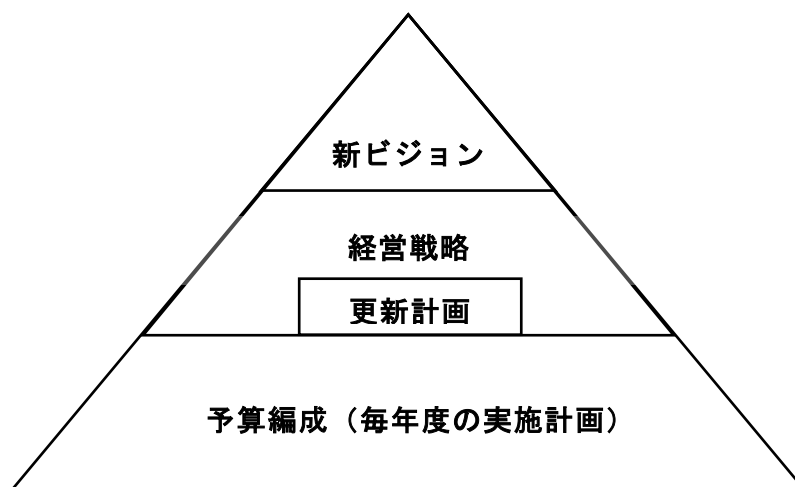 新ビジョン
経営戦略
更新計画
予算編成（毎年度の実施計画）